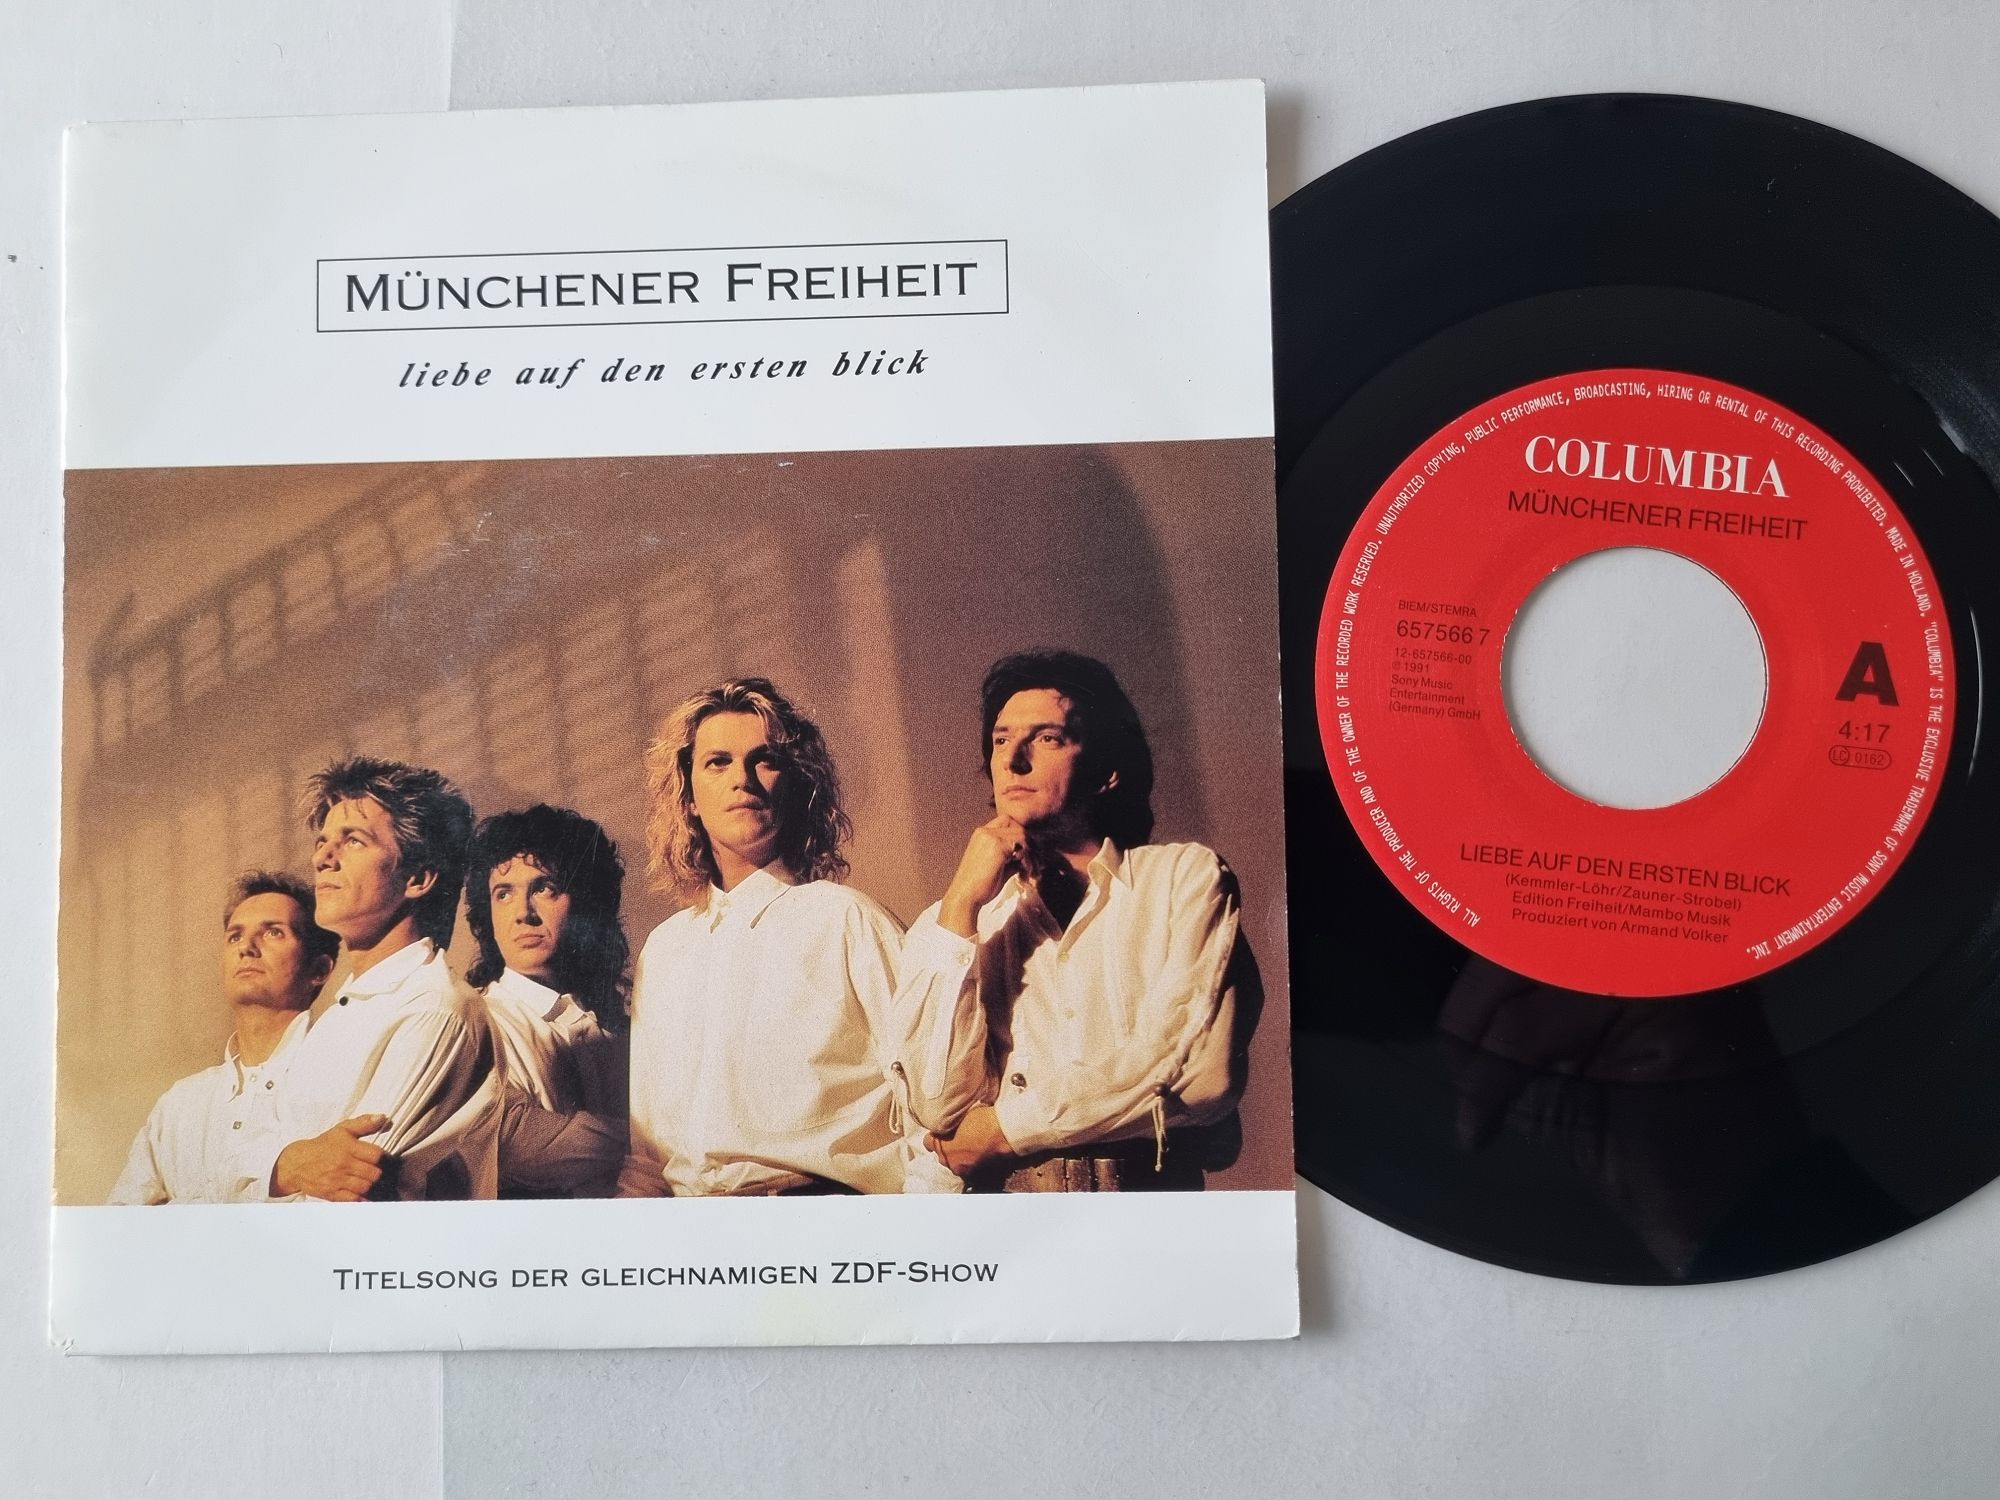 MÜNCHENER FREIHEIT
liebe auf den ersten blick
TITELSONG DER GLEICHNAMIGEN ZDF-SHOW
ALL RIGHTS OF THE PRODUCER AND OF THE OWNER OF THE RECORDED WORK RESERVED. UNAUTHORIZED COPYING, PUBLIC PERFORMANCE, BROADCASTING, HIRING OR RENTAL OF THIS RECORDING PROHIBITED. MADE IN HOLLAND. "COLUMBIA" IS THE EXCLUSIVE TRADEMARK OF SONY MUSIC ENTERTAINMENT INC.
COLUMBIA
MÜNCHENER FREIHEIT
BIEM/STEMRA
657566 7
12-657566-00
℗ 1991
Sony Music
Entertainment
(Germany) GmbH
A
4:17
LC 0162
LIEBE AUF DEN ERSTEN BLICK
(Kemmler-Löhr/Zauner-Strobel)
Edition Freiheit/Mambo Musik
Produziert von Armand Volker